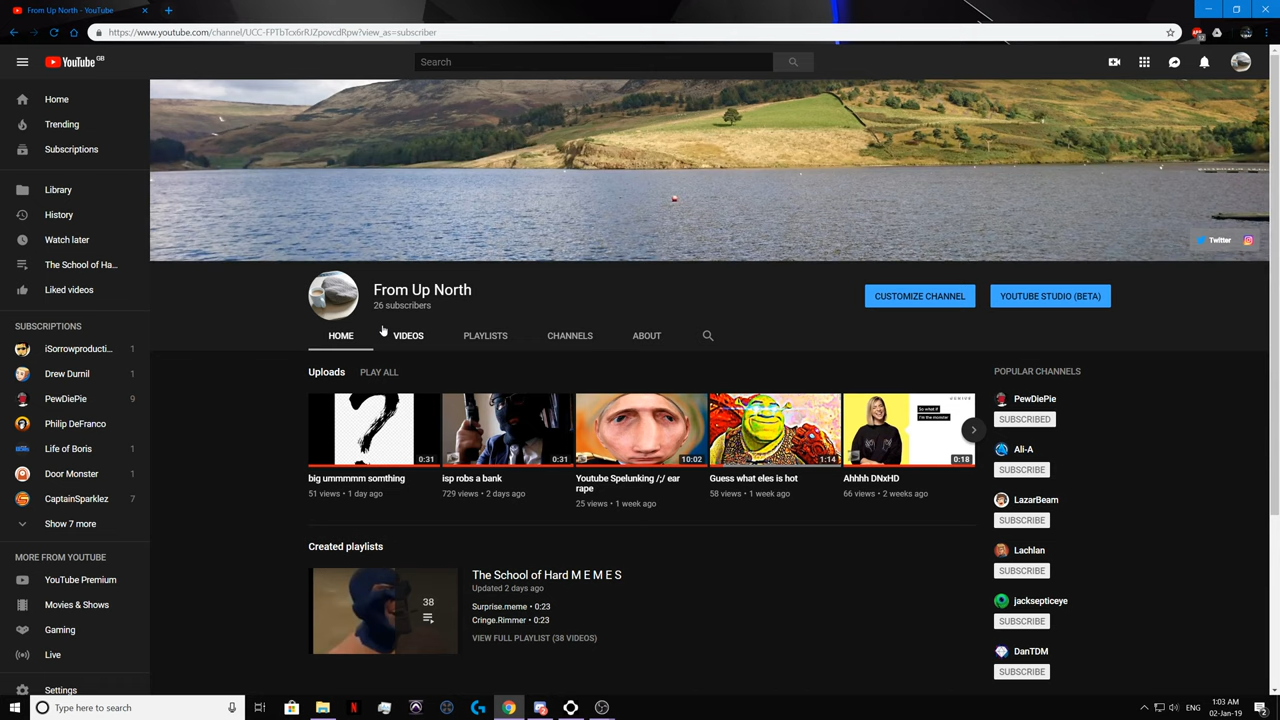 From Up North - YouTube
https://www.youtube.com/channel/UCC-FPTbTcx6rRJZpovcdRpw?view_as=subscriber
12
YouTube GB
Search
Home
Trending
Subscriptions
Library
History
Watch later
The School of Ha...
Liked videos
SUBSCRIPTIONS
iSorrowproducti... 1
Drew Durnil 1
PewDiePie 9
Philip DeFranco
Life of Boris 1
Door Monster 1
CaptainSparklez 7
Show 7 more
MORE FROM YOUTUBE
YouTube Premium
Movies & Shows
Gaming
Live
Settings
Twitter
From Up North
26 subscribers
CUSTOMIZE CHANNEL
YOUTUBE STUDIO (BETA)
HOME VIDEOS PLAYLISTS CHANNELS ABOUT
Uploads PLAY ALL
0:31
big ummmmm somthing
51 views • 1 day ago
0:31
isp robs a bank
729 views • 2 days ago
10:02
Youtube Spelunking /;/ ear
rape
25 views • 1 week ago
1:14
Guess what eles is hot
58 views • 1 week ago
So what if
I'm the monster
0:18
Ahhhh DNxHD
66 views • 2 weeks ago
Created playlists
38
The School of Hard M E M E S
Updated 2 days ago
Surprise.meme • 0:23
Cringe.Rimmer • 0:23
VIEW FULL PLAYLIST (38 VIDEOS)
POPULAR CHANNELS
PewDiePie
SUBSCRIBED
Ali-A
SUBSCRIBE
LazarBeam
SUBSCRIBE
Lachlan
SUBSCRIBE
jacksepticeye
SUBSCRIBE
DanTDM
SUBSCRIBE
Type here to search
ENG
1:03 AM
02-Jan-19
2